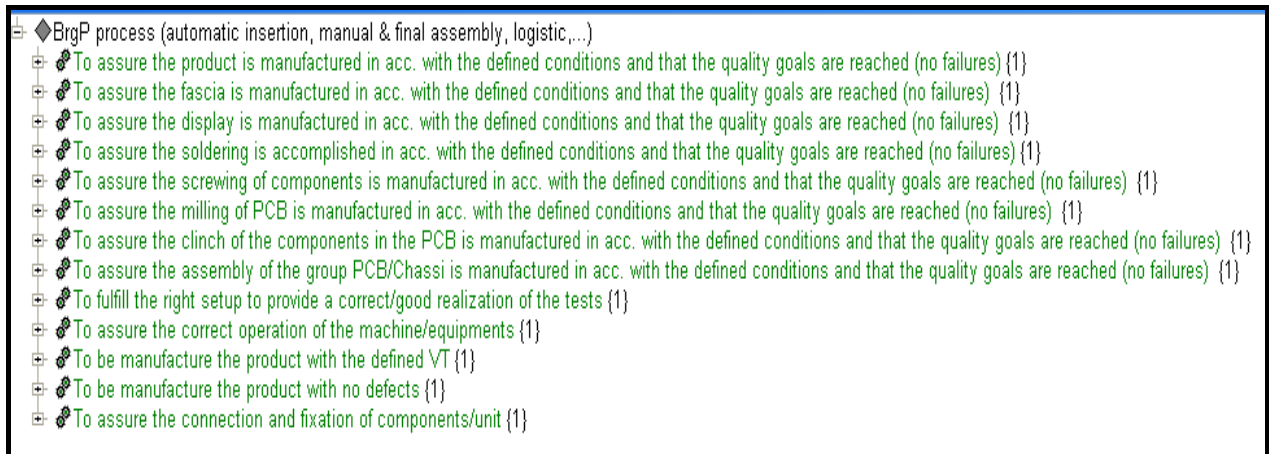 BrgP process (automatic insertion, manual & final assembly, logistic,...)
To assure the product is manufactured in acc. with the defined conditions and that the quality goals are reached (no failures) {1}
To assure the fascia is manufactured in acc. with the defined conditions and that the quality goals are reached (no failures) {1}
To assure the display is manufactured in acc. with the defined conditions and that the quality goals are reached (no failures) {1}
To assure the soldering is accomplished in acc. with the defined conditions and that the quality goals are reached (no failures) {1}
To assure the screwing of components is manufactured in acc. with the defined conditions and that the quality goals are reached (no failures) {1}
To assure the milling of PCB is manufactured in acc. with the defined conditions and that the quality goals are reached (no failures) {1}
To assure the clinch of the components in the PCB is manufactured in acc. with the defined conditions and that the quality goals are reached (no failures) {1}
To assure the assembly of the group PCB/Chassi is manufactured in acc. with the defined conditions and that the quality goals are reached (no failures) {1}
To fulfill the right setup to provide a correct/good realization of the tests {1}
To assure the correct operation of the machine/equipments {1}
To be manufacture the product with the defined VT {1}
To be manufacture the product with no defects {1}
To assure the connection and fixation of components/unit {1}